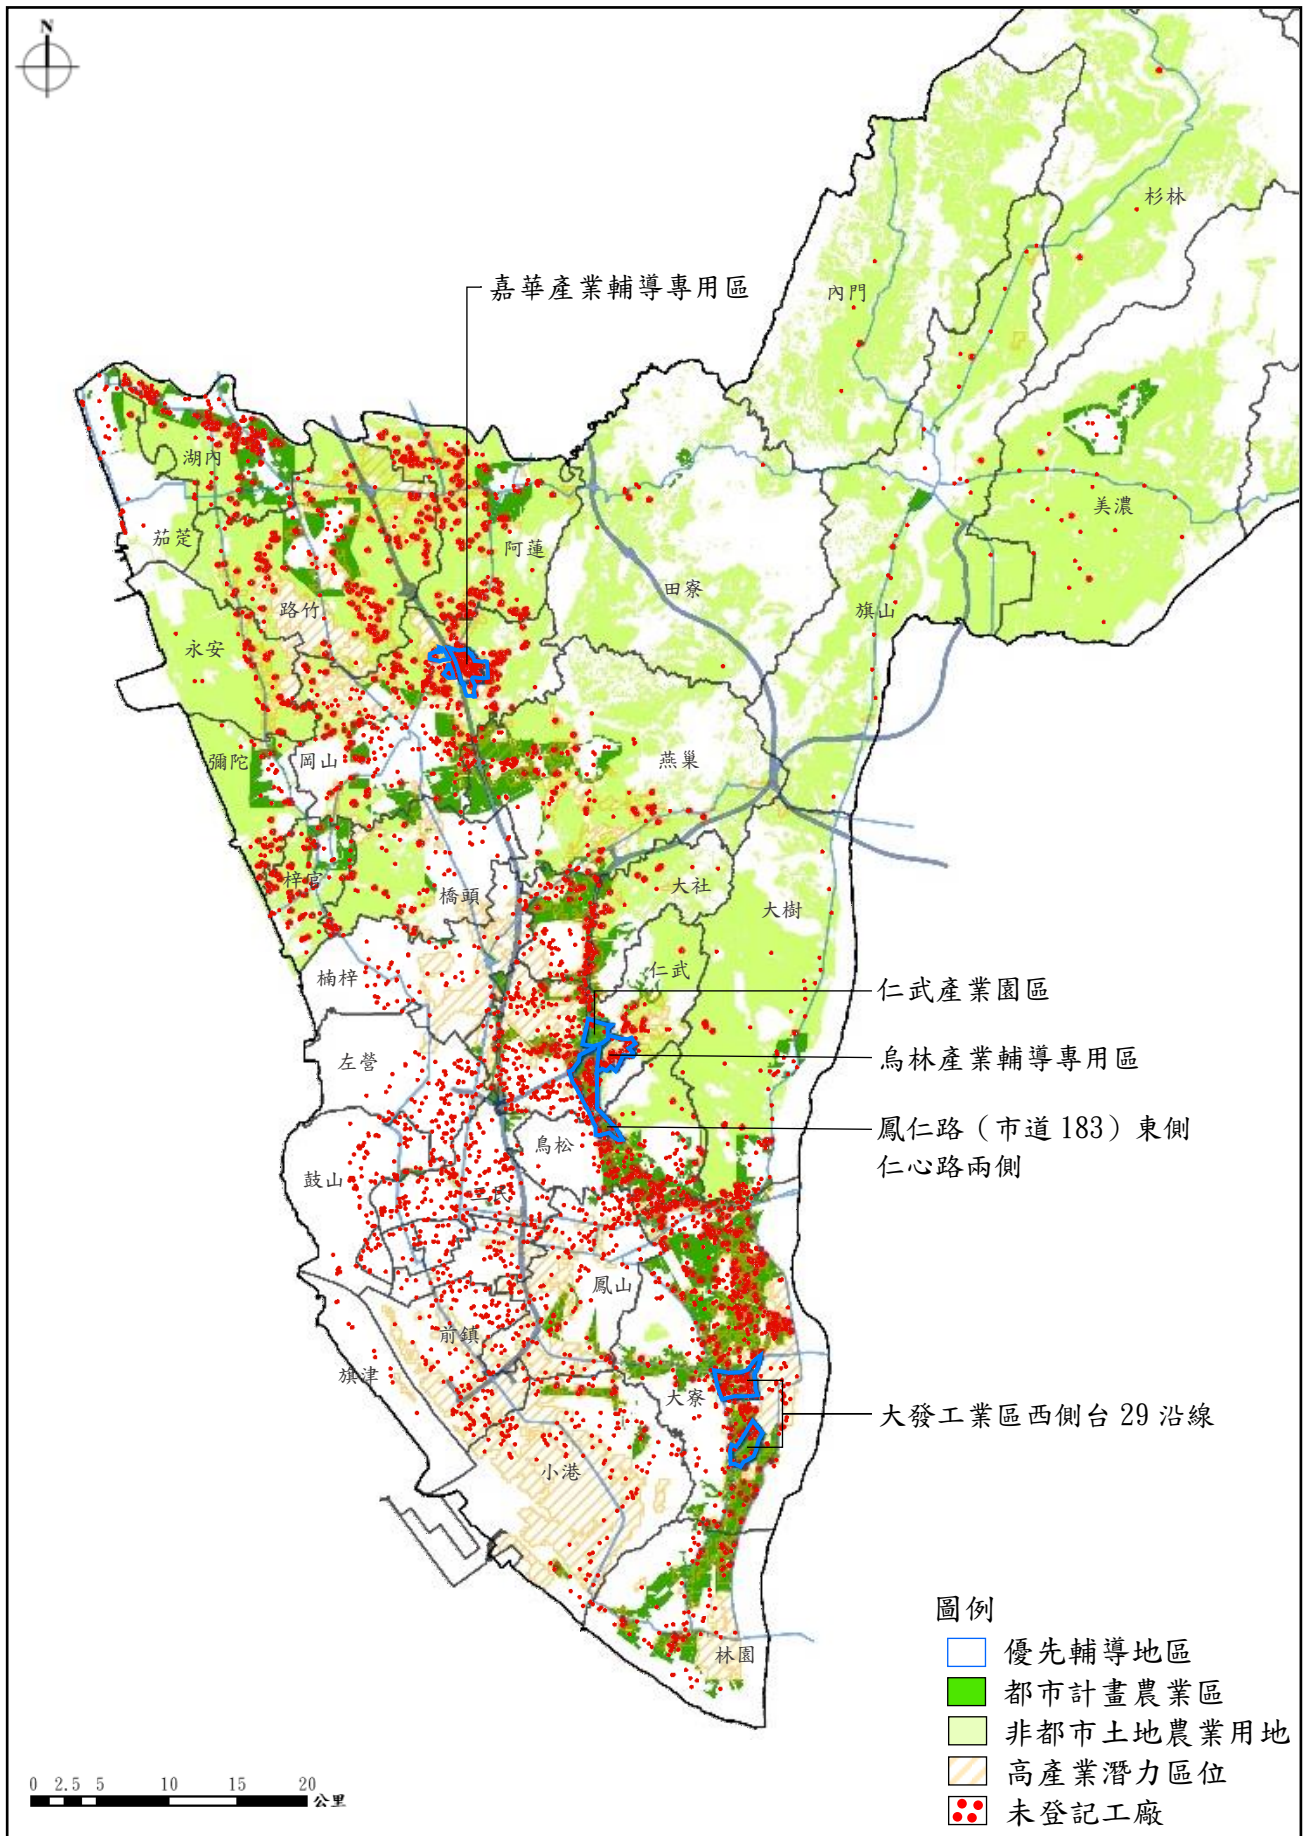 N
杉林
內門
嘉華產業輔導專用區
美濃
湖內
茄萣
阿蓮
田寮
路竹
旗山
永安
彌陀
岡山
燕巢
梓官
橋頭
大社
大樹
楠梓
仁武
仁武產業園區
左營
烏林產業輔導專用區
鳳仁路（市道 183）東側
仁心路兩側
鳥松
鼓山
三民
鳳山
前鎮
旗津
大寮
大發工業區西側台 29 沿線
小港
林園
圖例
優先輔導地區
都市計畫農業區
非都市土地農業用地
高產業潛力區位
未登記工廠
0 2.5 5 10 15 20
公里